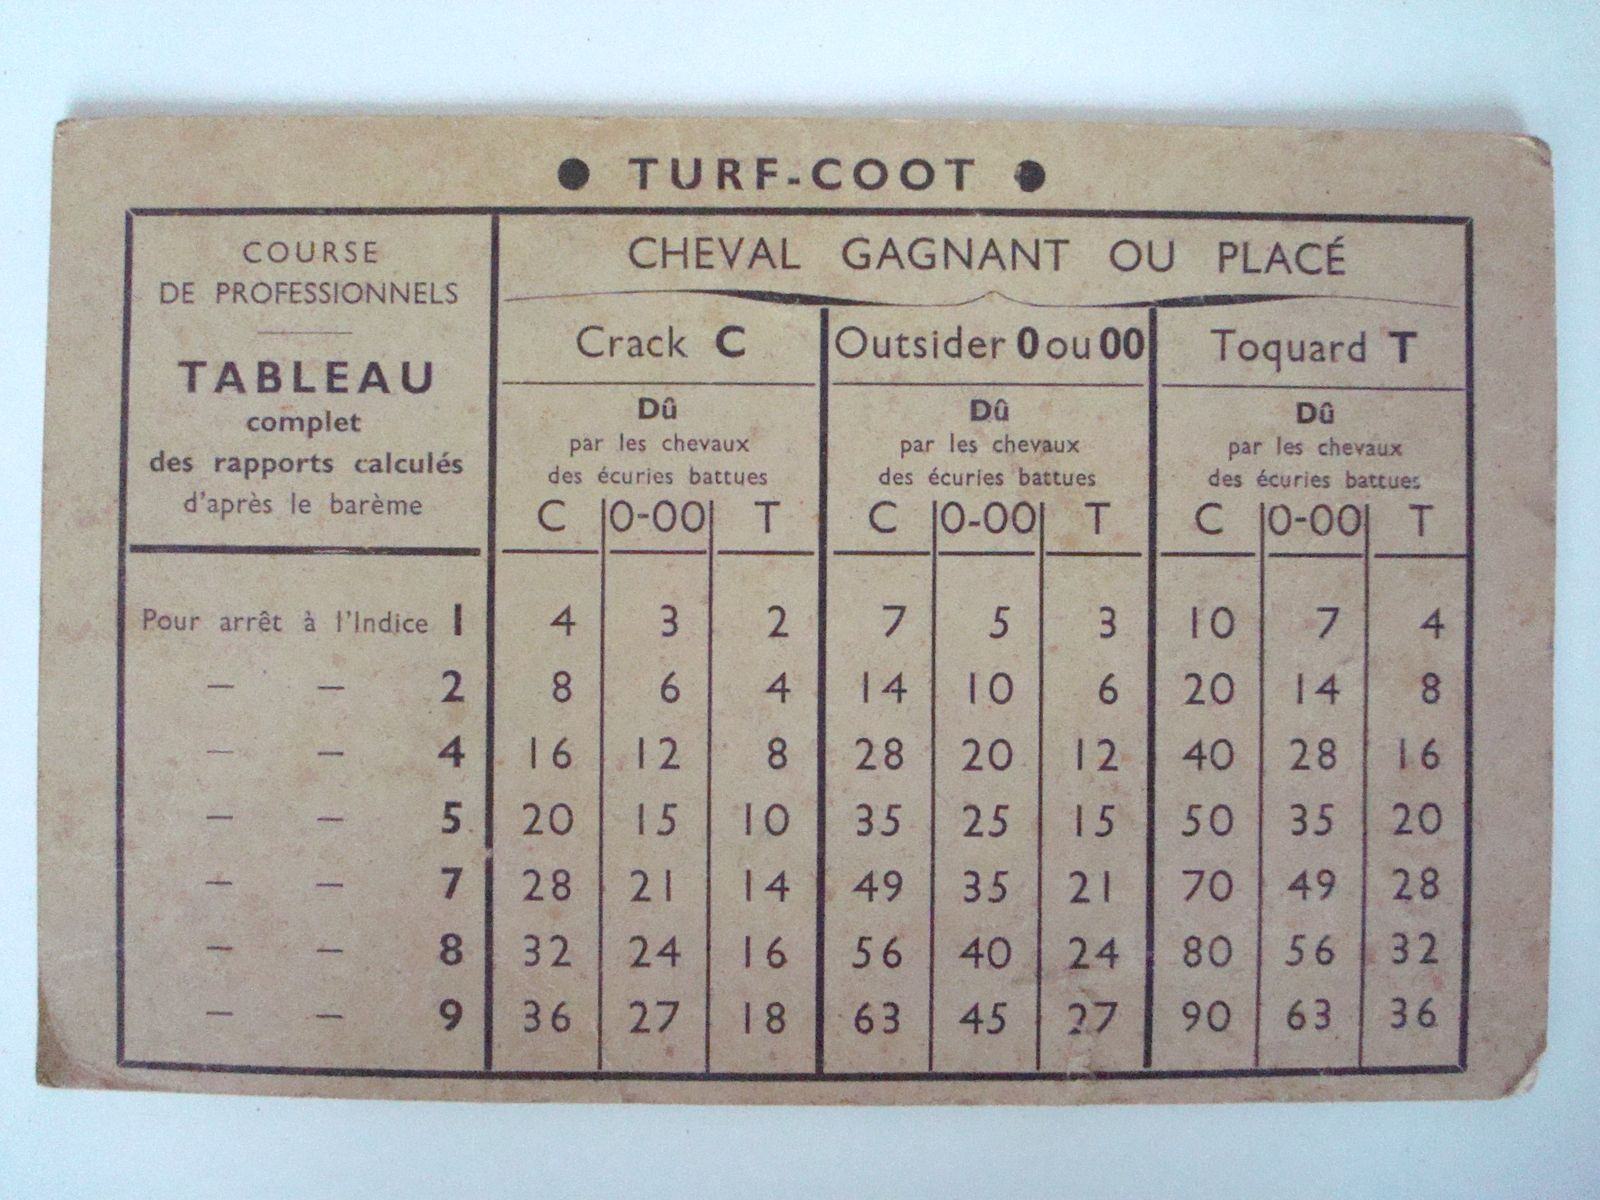 ● TURF-COOT ●
COURSE
DE PROFESSIONNELS
TABLEAU
complet
des rapports calculés
d'après le barème
CHEVAL GAGNANT OU PLACÉ
Crack C Outsider 0 ou 00 Toquard T
Dû Dû Dû
par les chevaux par les chevaux par les chevaux
des écuries battues des écuries battues des écuries battues
C 0-00 T C 0-00 T C 0-00 T
Pour arrêt à l'Indice 1 4 3 2 7 5 3 10 7 4
— — 2 8 6 4 14 10 6 20 14 8
— — 4 16 12 8 28 20 12 40 28 16
— — 5 20 15 10 35 25 15 50 35 20
— — 7 28 21 14 49 35 21 70 49 28
— — 8 32 24 16 56 40 24 80 56 32
— — 9 36 27 18 63 45 27 90 63 36